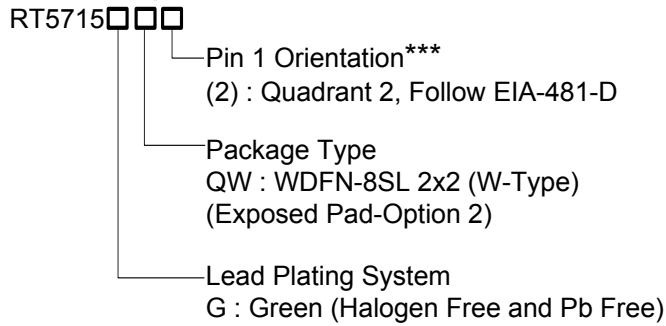 RT5715□□□
Pin 1 Orientation***
(2) : Quadrant 2, Follow EIA-481-D
Package Type
QW : WDFN-8SL 2x2 (W-Type)
(Exposed Pad-Option 2)
Lead Plating System
G : Green (Halogen Free and Pb Free)